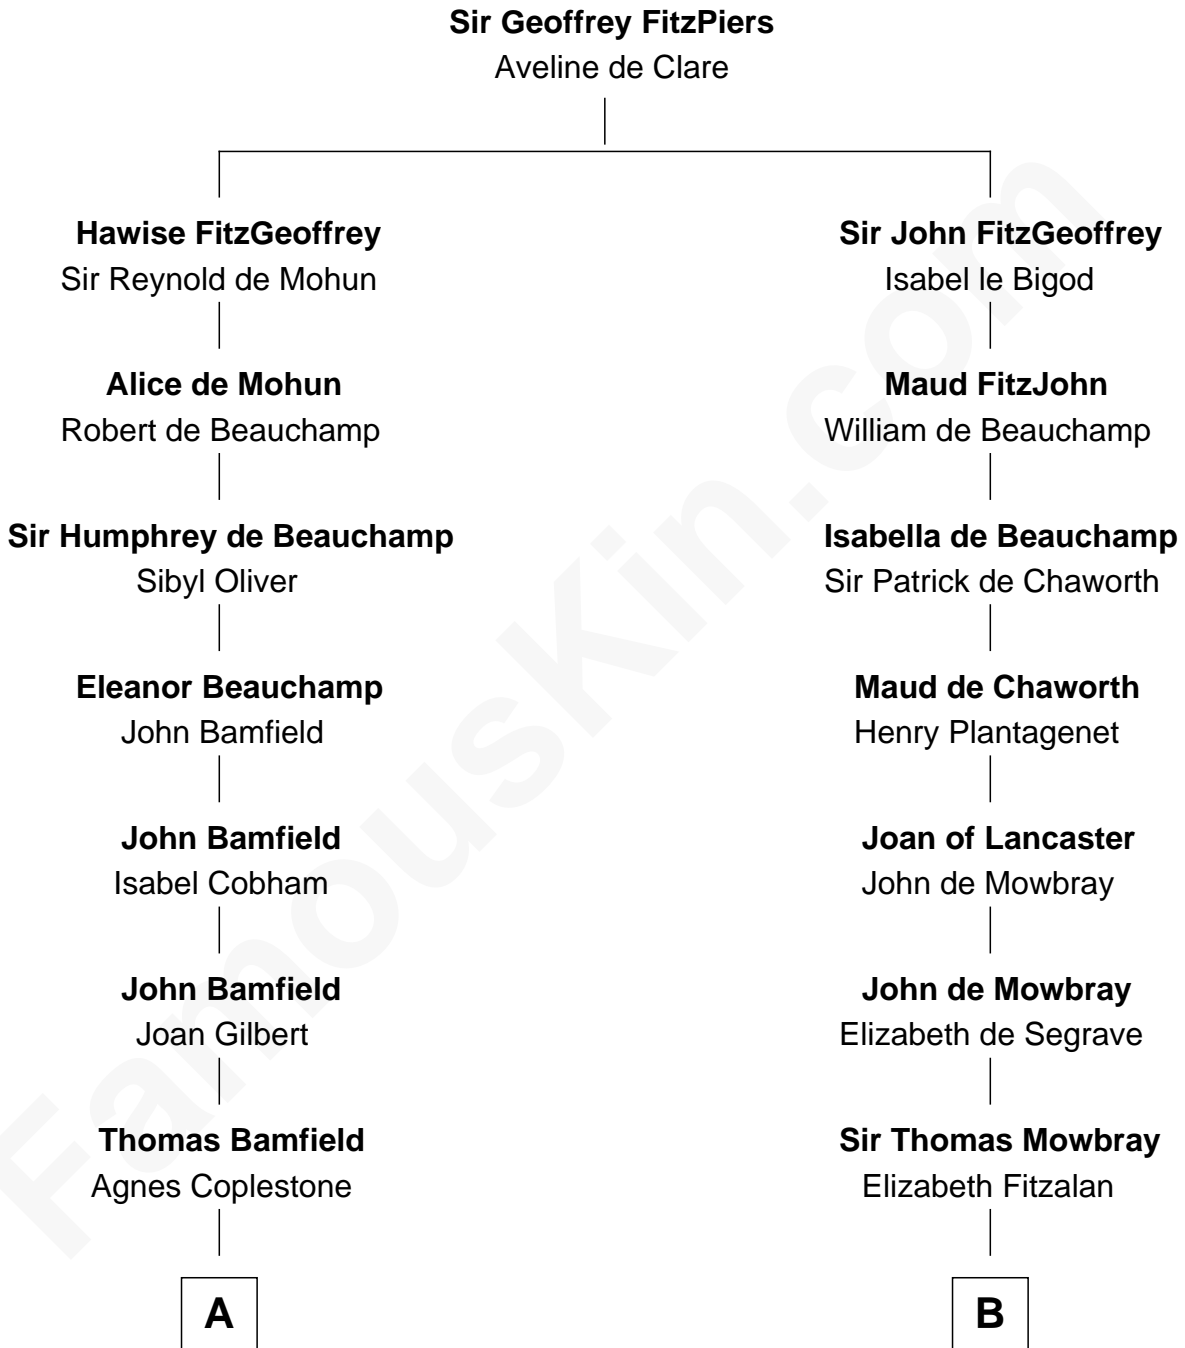 Sir Geoffrey FitzPiers
Aveline de Clare
Hawise FitzGeoffrey
Sir Reynold de Mohun
Alice de Mohun
Robert de Beauchamp
Sir Humphrey de Beauchamp
Sibyl Oliver
Eleanor Beauchamp
John Bamfield
John Bamfield
Isabel Cobham
John Bamfield
Joan Gilbert
Thomas Bamfield
Agnes Coplestone
A
Sir John FitzGeoffrey
Isabel le Bigod
Maud FitzJohn
William de Beauchamp
Isabella de Beauchamp
Sir Patrick de Chaworth
Maud de Chaworth
Henry Plantagenet
Joan of Lancaster
John de Mowbray
John de Mowbray
Elizabeth de Segrave
Sir Thomas Mowbray
Elizabeth Fitzalan
B
FamousKin.com